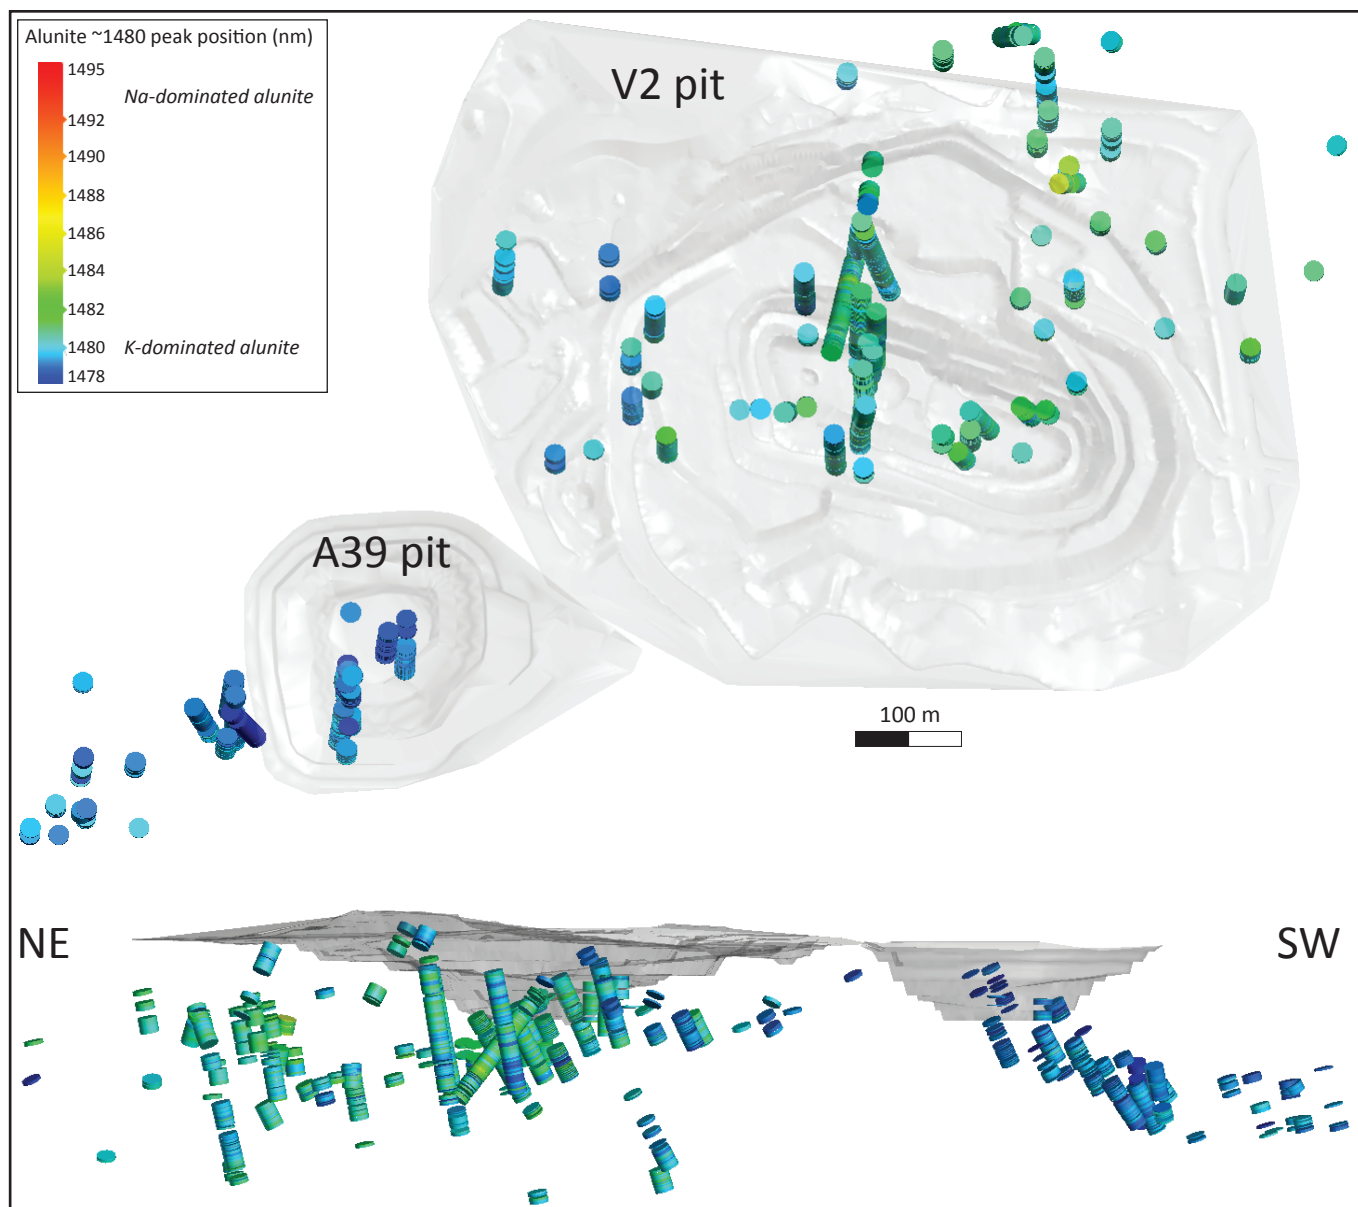 Alunite ~1480 peak position (nm)
1495
Na-dominated alunite
1492
1490
1488
1486
1484
1482
1480
K-dominated alunite
1478
V2 pit
A39 pit
100 m
NE
SW